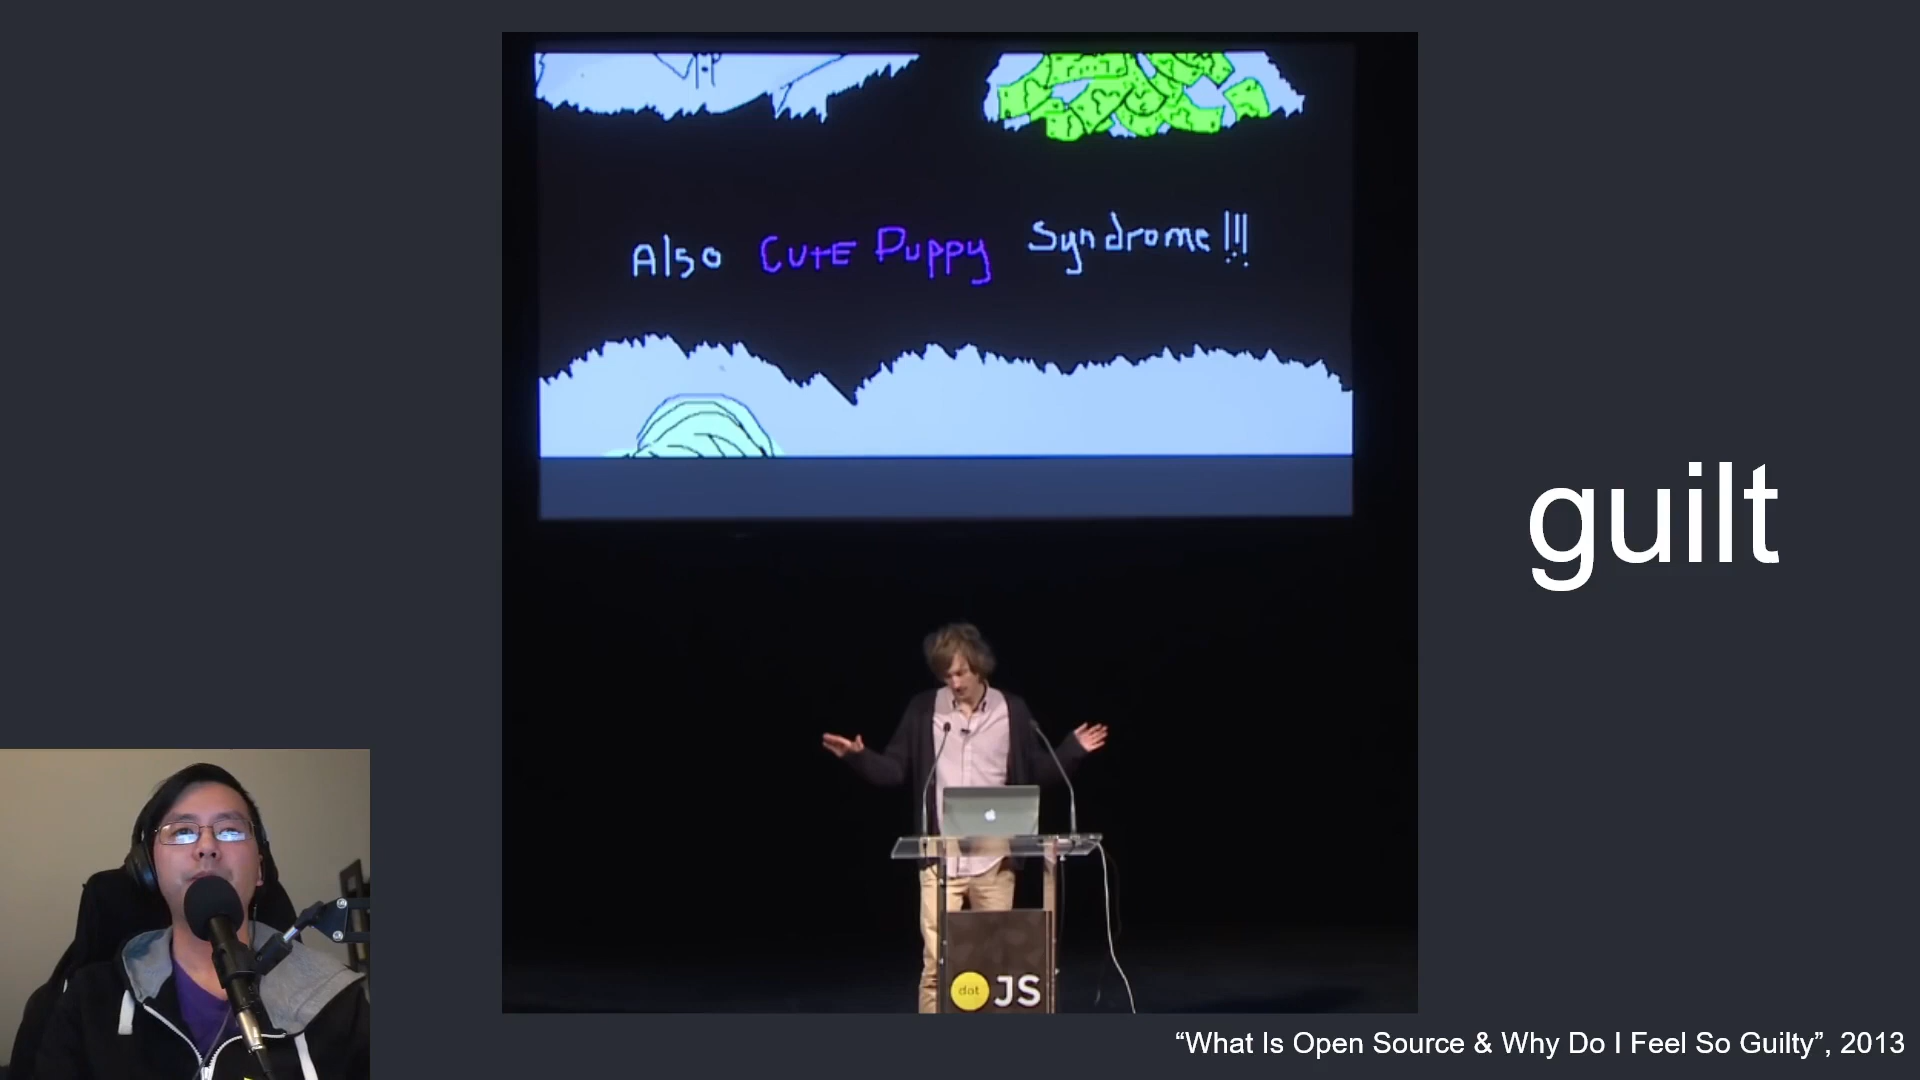 Also CUTE Puppy Syndrome!!!
guilt
dot JS
“What Is Open Source & Why Do I Feel So Guilty”, 2013